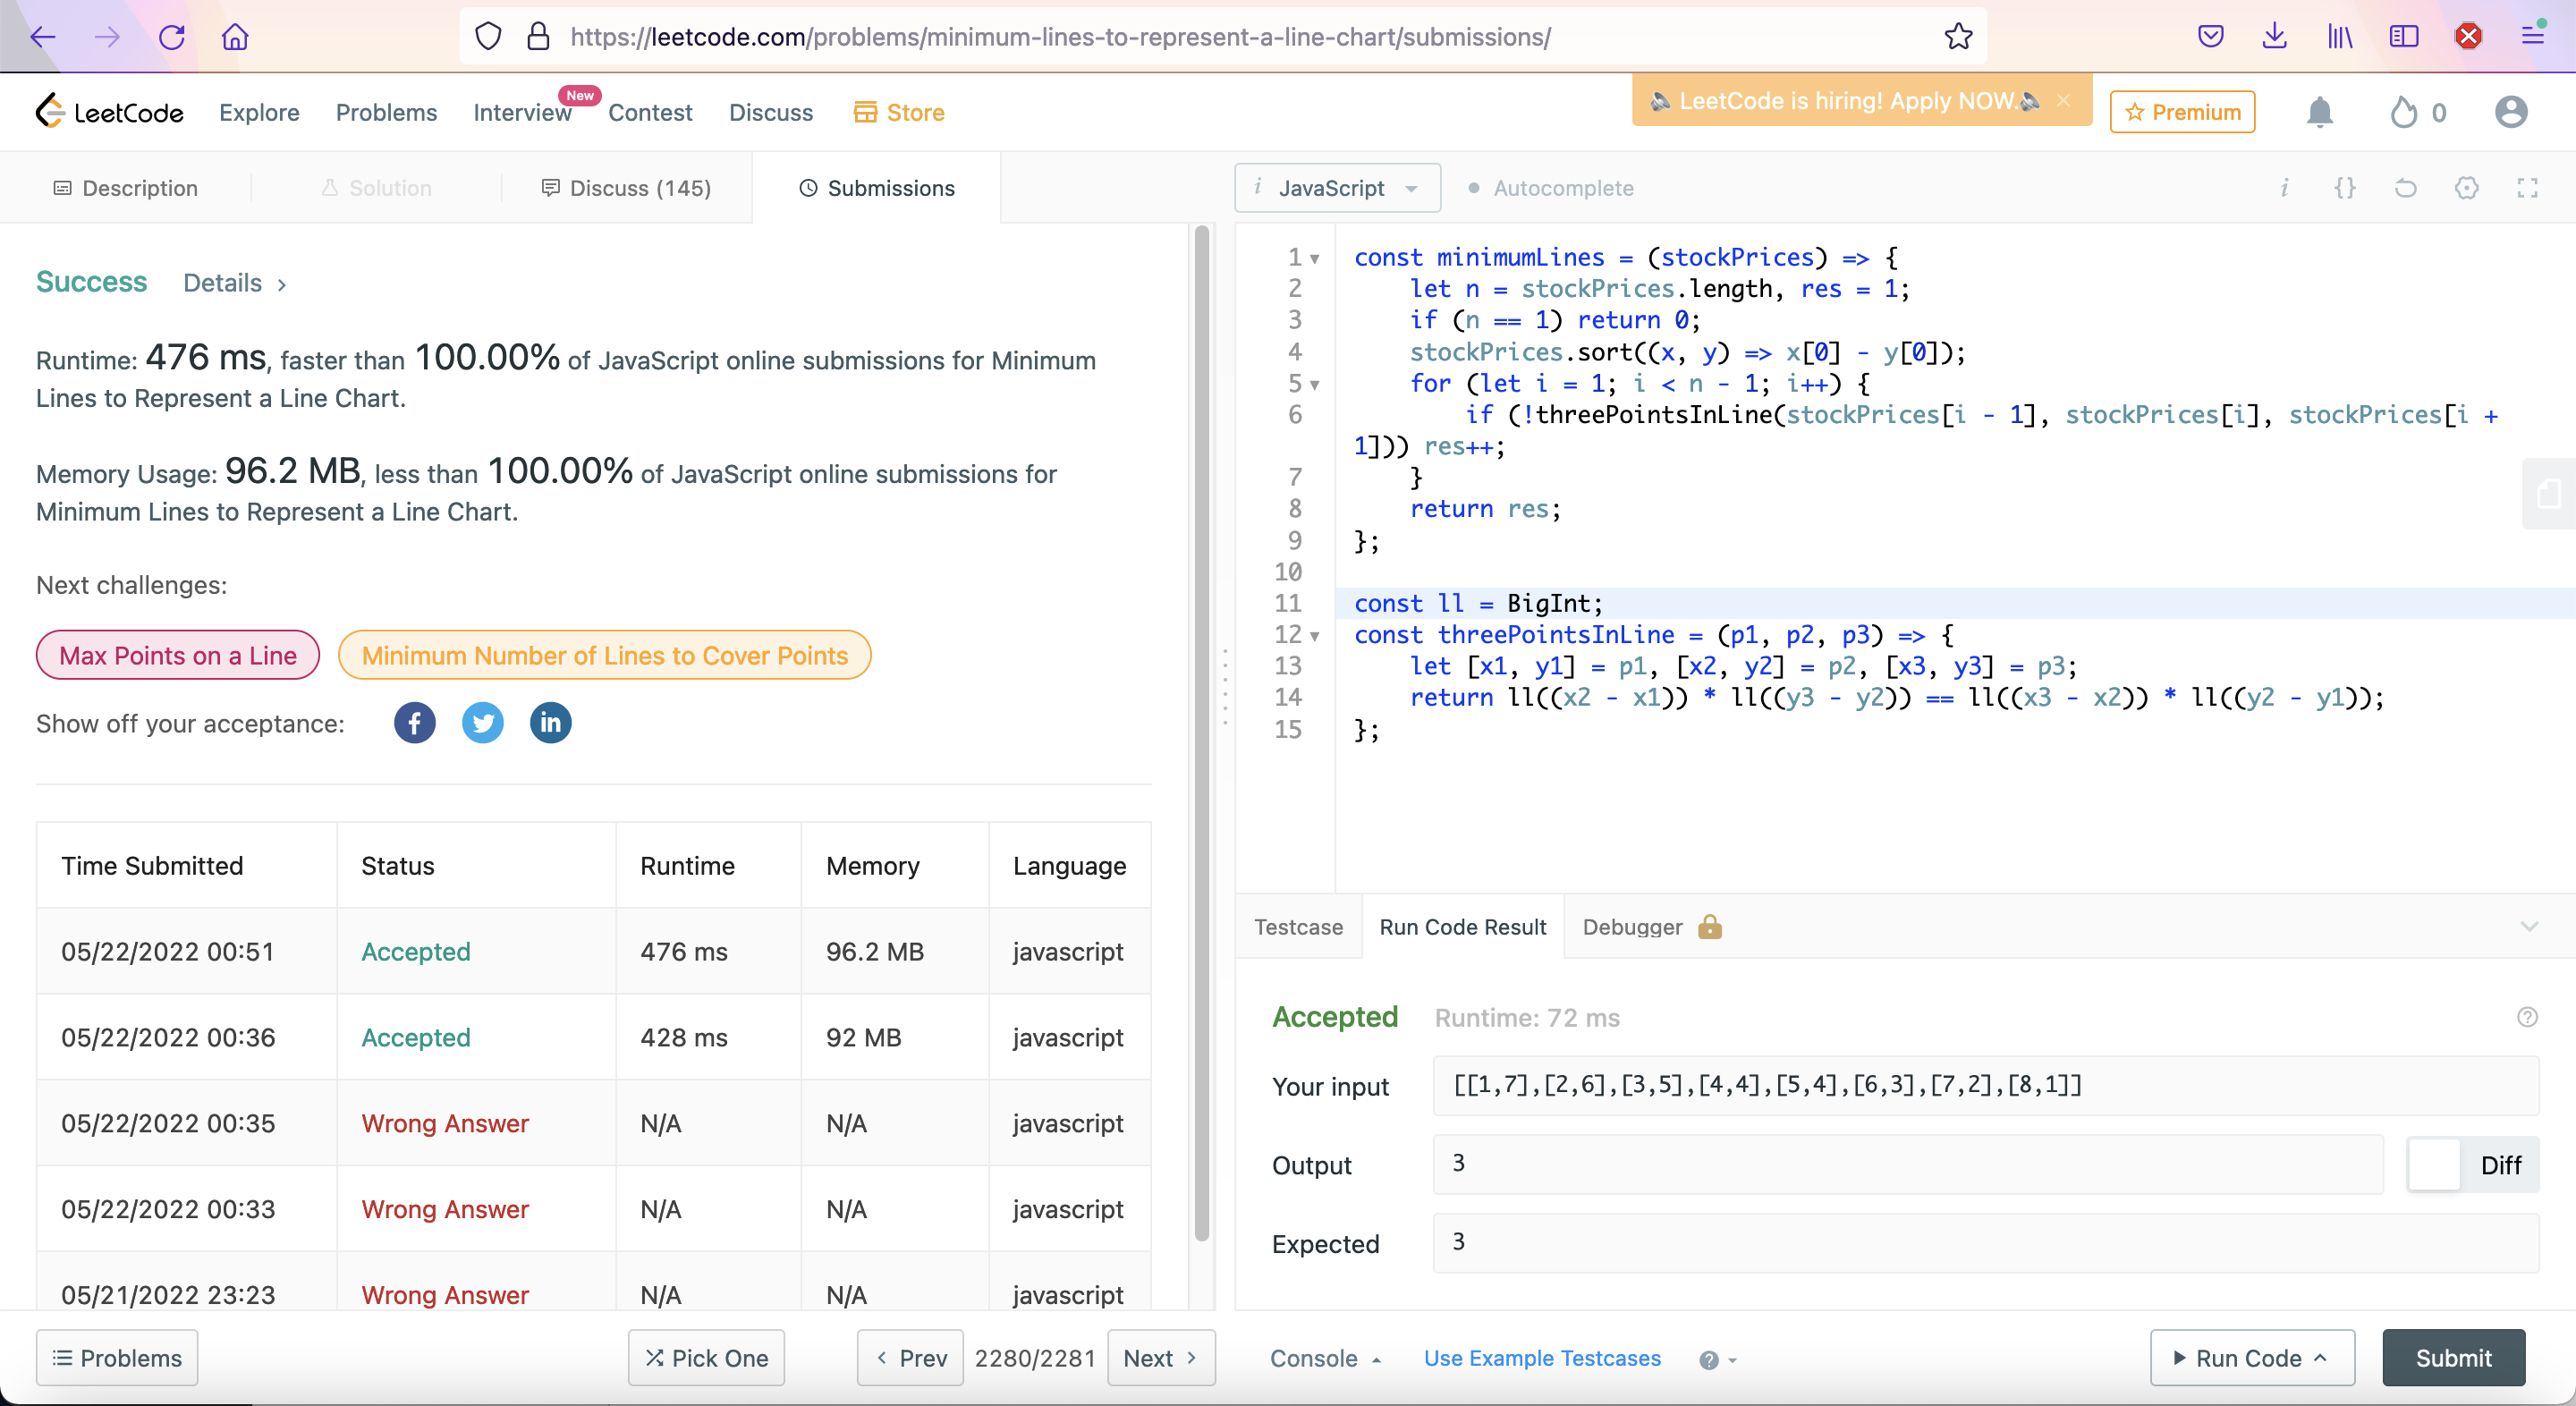 https://leetcode.com/problems/minimum-lines-to-represent-a-line-chart/submissions/
LeetCode
Explore
Problems
Interview
New
Contest
Discuss
Store
LeetCode is hiring! Apply NOW.
Premium
0
Description
Solution
Discuss (145)
Submissions
i JavaScript
Autocomplete
Success Details >
Runtime: 476 ms, faster than 100.00% of JavaScript online submissions for Minimum
Lines to Represent a Line Chart.
Memory Usage: 96.2 MB, less than 100.00% of JavaScript online submissions for
Minimum Lines to Represent a Line Chart.
Next challenges:
Max Points on a Line
Minimum Number of Lines to Cover Points
Show off your acceptance:
Time Submitted Status Runtime Memory Language
05/22/2022 00:51 Accepted 476 ms 96.2 MB javascript
05/22/2022 00:36 Accepted 428 ms 92 MB javascript
05/22/2022 00:35 Wrong Answer N/A N/A javascript
05/22/2022 00:33 Wrong Answer N/A N/A javascript
05/21/2022 23:23 Wrong Answer N/A N/A javascript
Problems
Pick One
< Prev
2280/2281
Next >
1 const minimumLines = (stockPrices) => {
2 let n = stockPrices.length, res = 1;
3 if (n == 1) return 0;
4 stockPrices.sort((x, y) => x[0] - y[0]);
5 for (let i = 1; i < n - 1; i++) {
6 if (!threePointsInLine(stockPrices[i - 1], stockPrices[i], stockPrices[i +
1])) res++;
7 }
8 return res;
9 };
10
11 const ll = BigInt;
12 const threePointsInLine = (p1, p2, p3) => {
13 let [x1, y1] = p1, [x2, y2] = p2, [x3, y3] = p3;
14 return ll((x2 - x1)) * ll((y3 - y2)) == ll((x3 - x2)) * ll((y2 - y1));
15 };
Testcase
Run Code Result
Debugger
Accepted Runtime: 72 ms
Your input [[1,7],[2,6],[3,5],[4,4],[5,4],[6,3],[7,2],[8,1]]
Output 3
Diff
Expected 3
Console
Use Example Testcases
Run Code
Submit